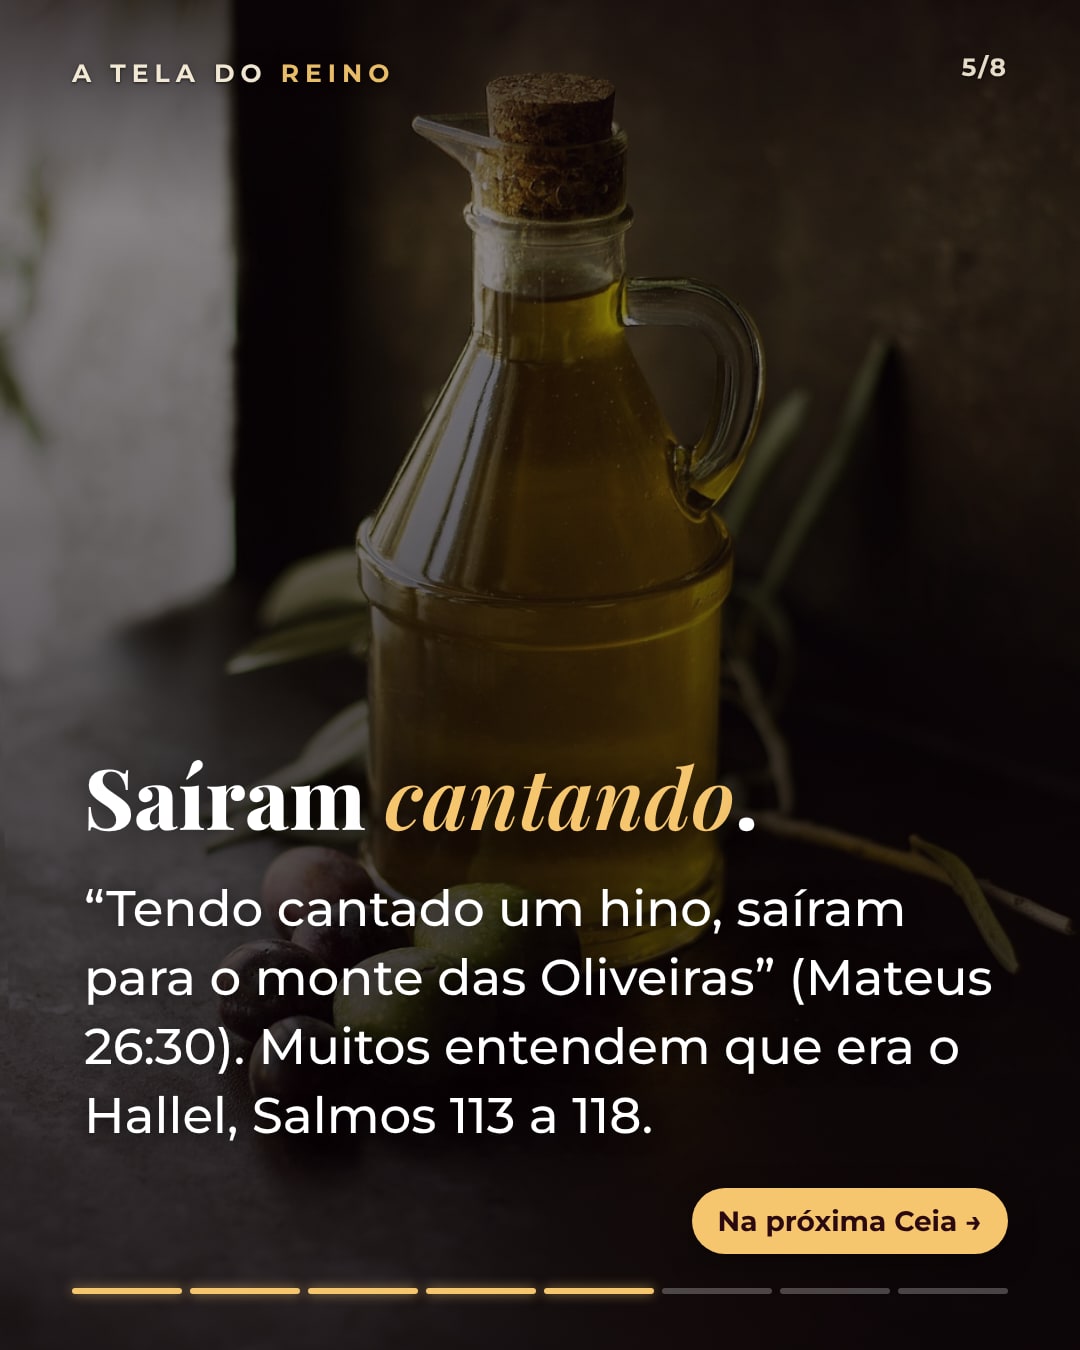 A TELA DO REINO
5/8
Saíram cantando.
“Tendo cantado um hino, saíram
para o monte das Oliveiras” (Mateus
26:30). Muitos entendem que era o
Hallel, Salmos 113 a 118.
Na próxima Ceia →